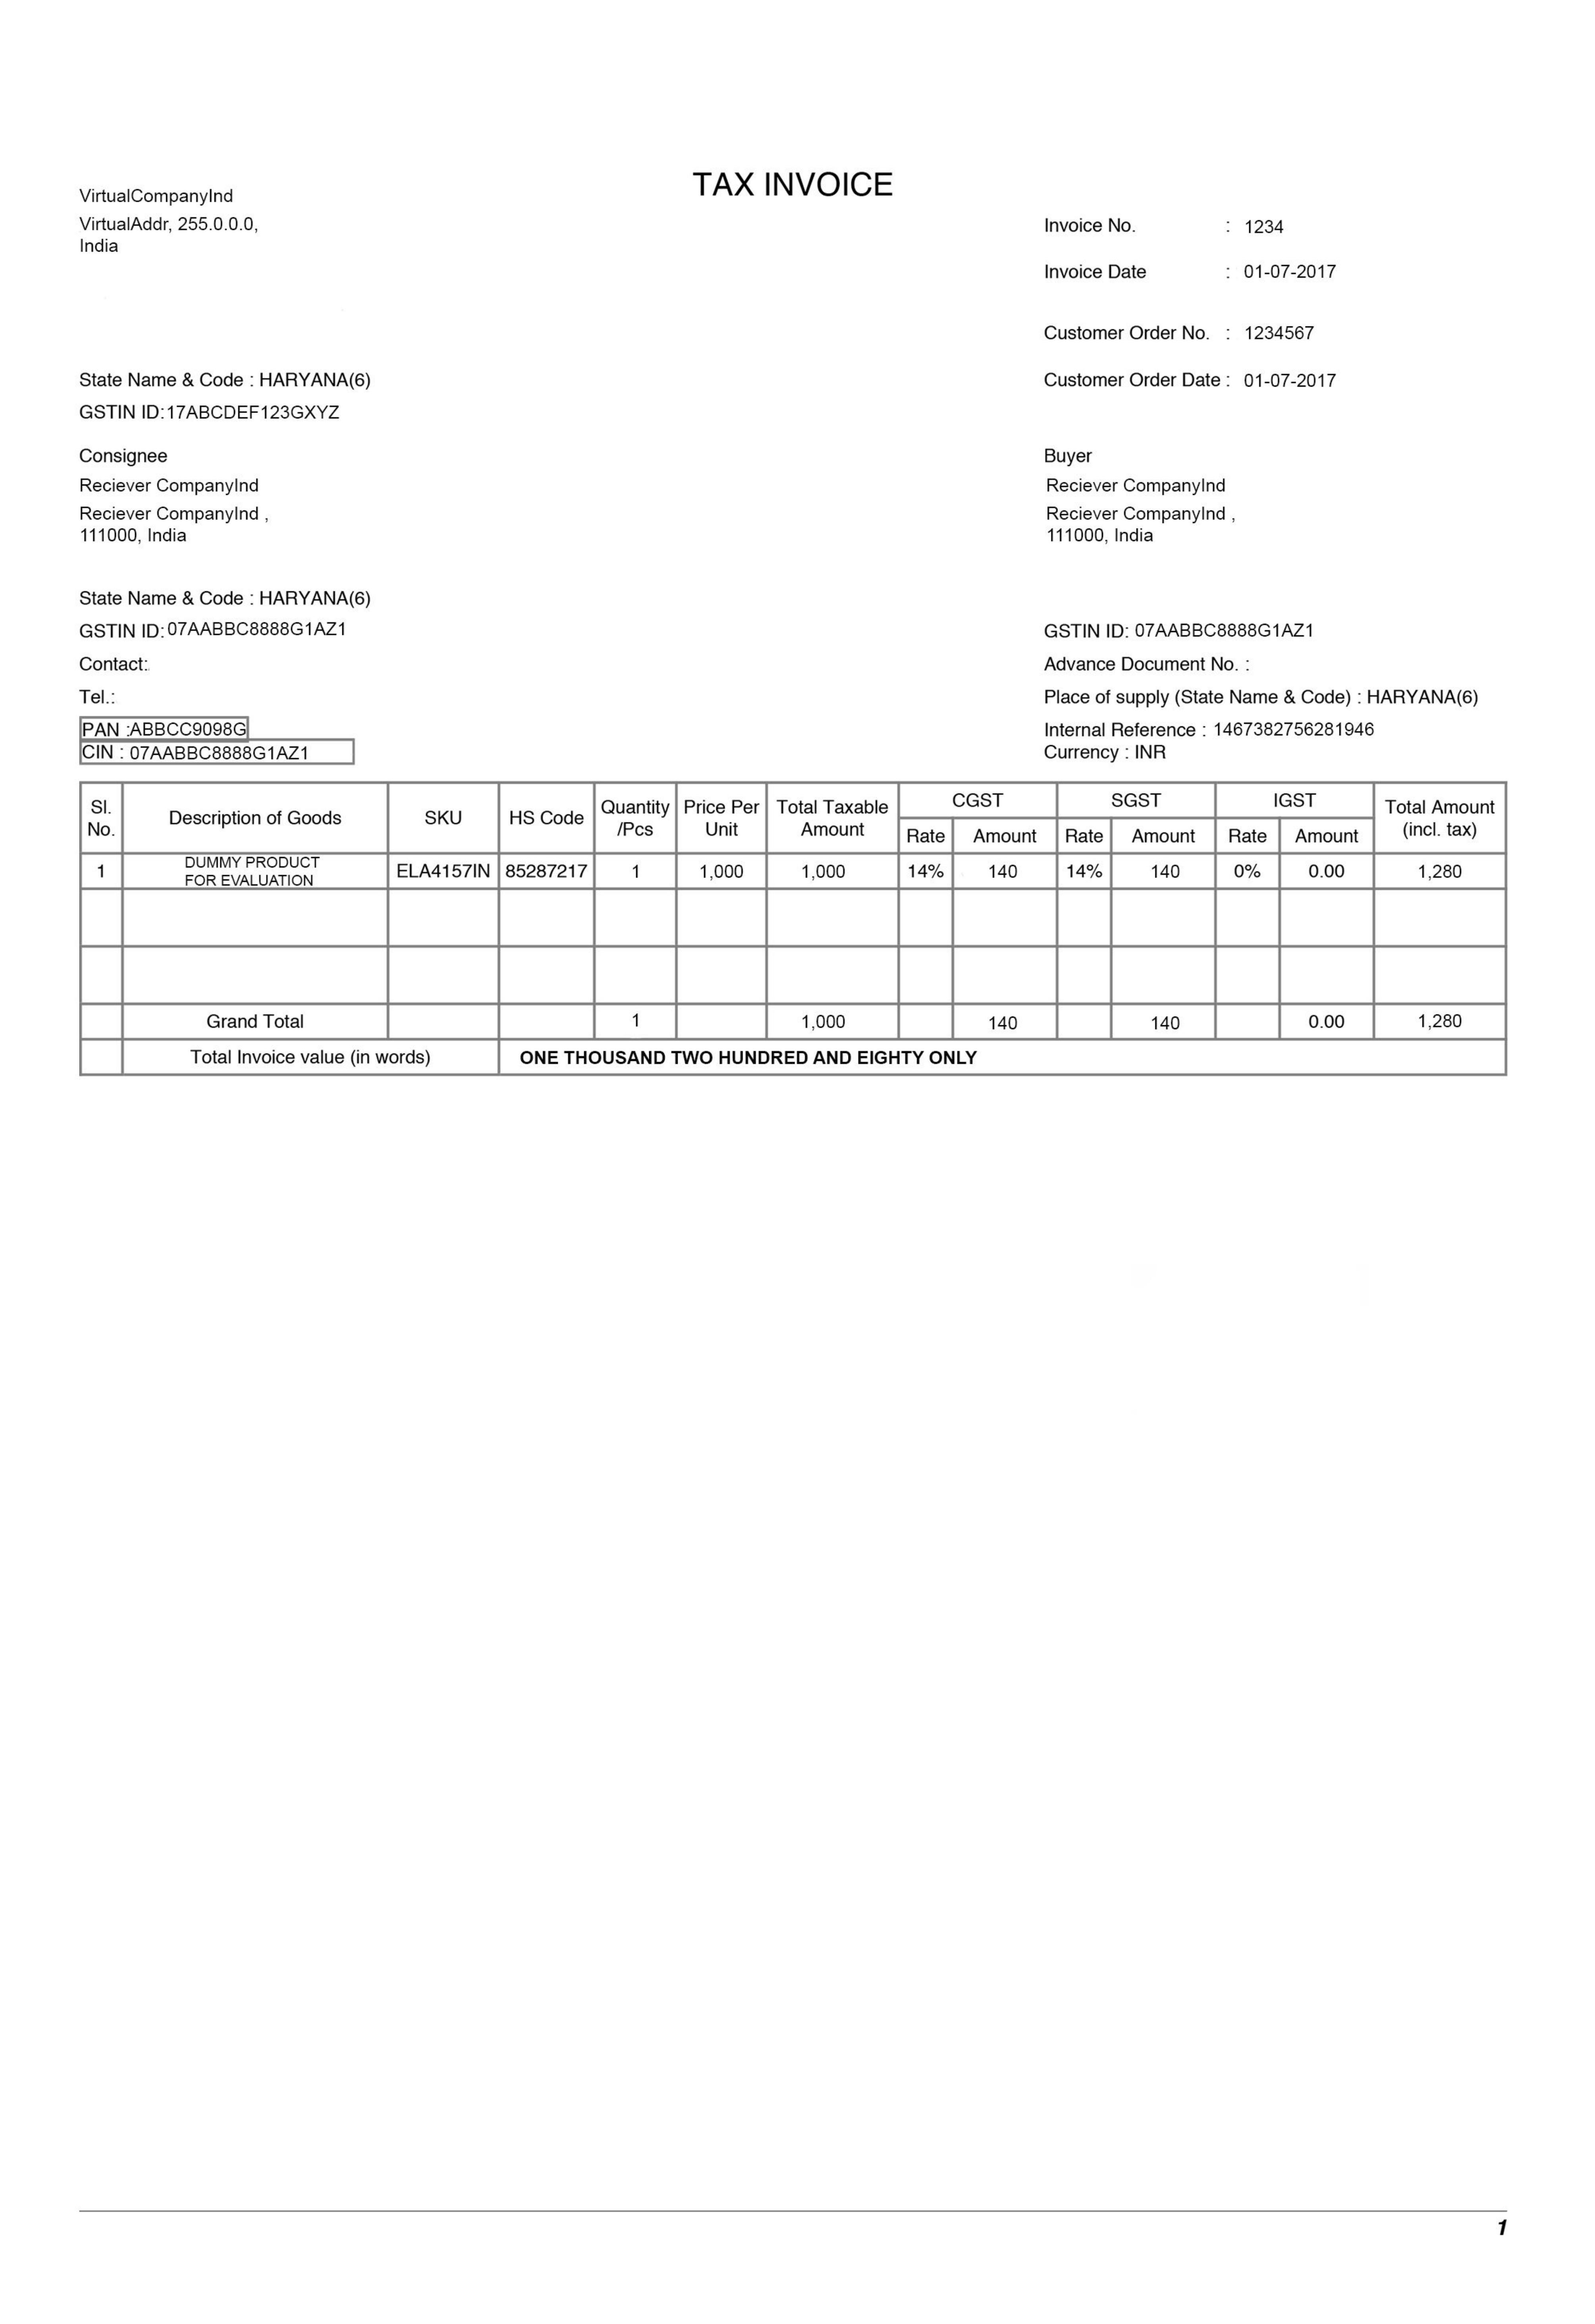 TAX INVOICE
VirtualCompanyInd
VirtualAddr, 255.0.0.0,
India
Invoice No. : 1234
Invoice Date : 01-07-2017
Customer Order No. : 1234567
State Name & Code : HARYANA(6)
Customer Order Date : 01-07-2017
GSTIN ID:17ABCDEF123GXYZ
Consignee
Reciever CompanyInd
Reciever CompanyInd ,
111000, India
Buyer
Reciever CompanyInd
Reciever CompanyInd ,
111000, India
State Name & Code : HARYANA(6)
GSTIN ID:07AABBC8888G1AZ1
Contact:
Tel.:
PAN :ABBCC9098G
CIN : 07AABBC8888G1AZ1
GSTIN ID: 07AABBC8888G1AZ1
Advance Document No. :
Place of supply (State Name & Code) : HARYANA(6)
Internal Reference : 1467382756281946
Currency : INR
Sl. No. Description of Goods SKU HS Code Quantity /Pcs Price Per Unit Total Taxable Amount CGST SGST IGST Total Amount (incl. tax)
Rate Amount Rate Amount Rate Amount
1 DUMMY PRODUCT FOR EVALUATION ELA4157IN 85287217 1 1,000 1,000 14% 140 14% 140 0% 0.00 1,280
Grand Total 1 1,000 140 140 0.00 1,280
Total Invoice value (in words) ONE THOUSAND TWO HUNDRED AND EIGHTY ONLY
1